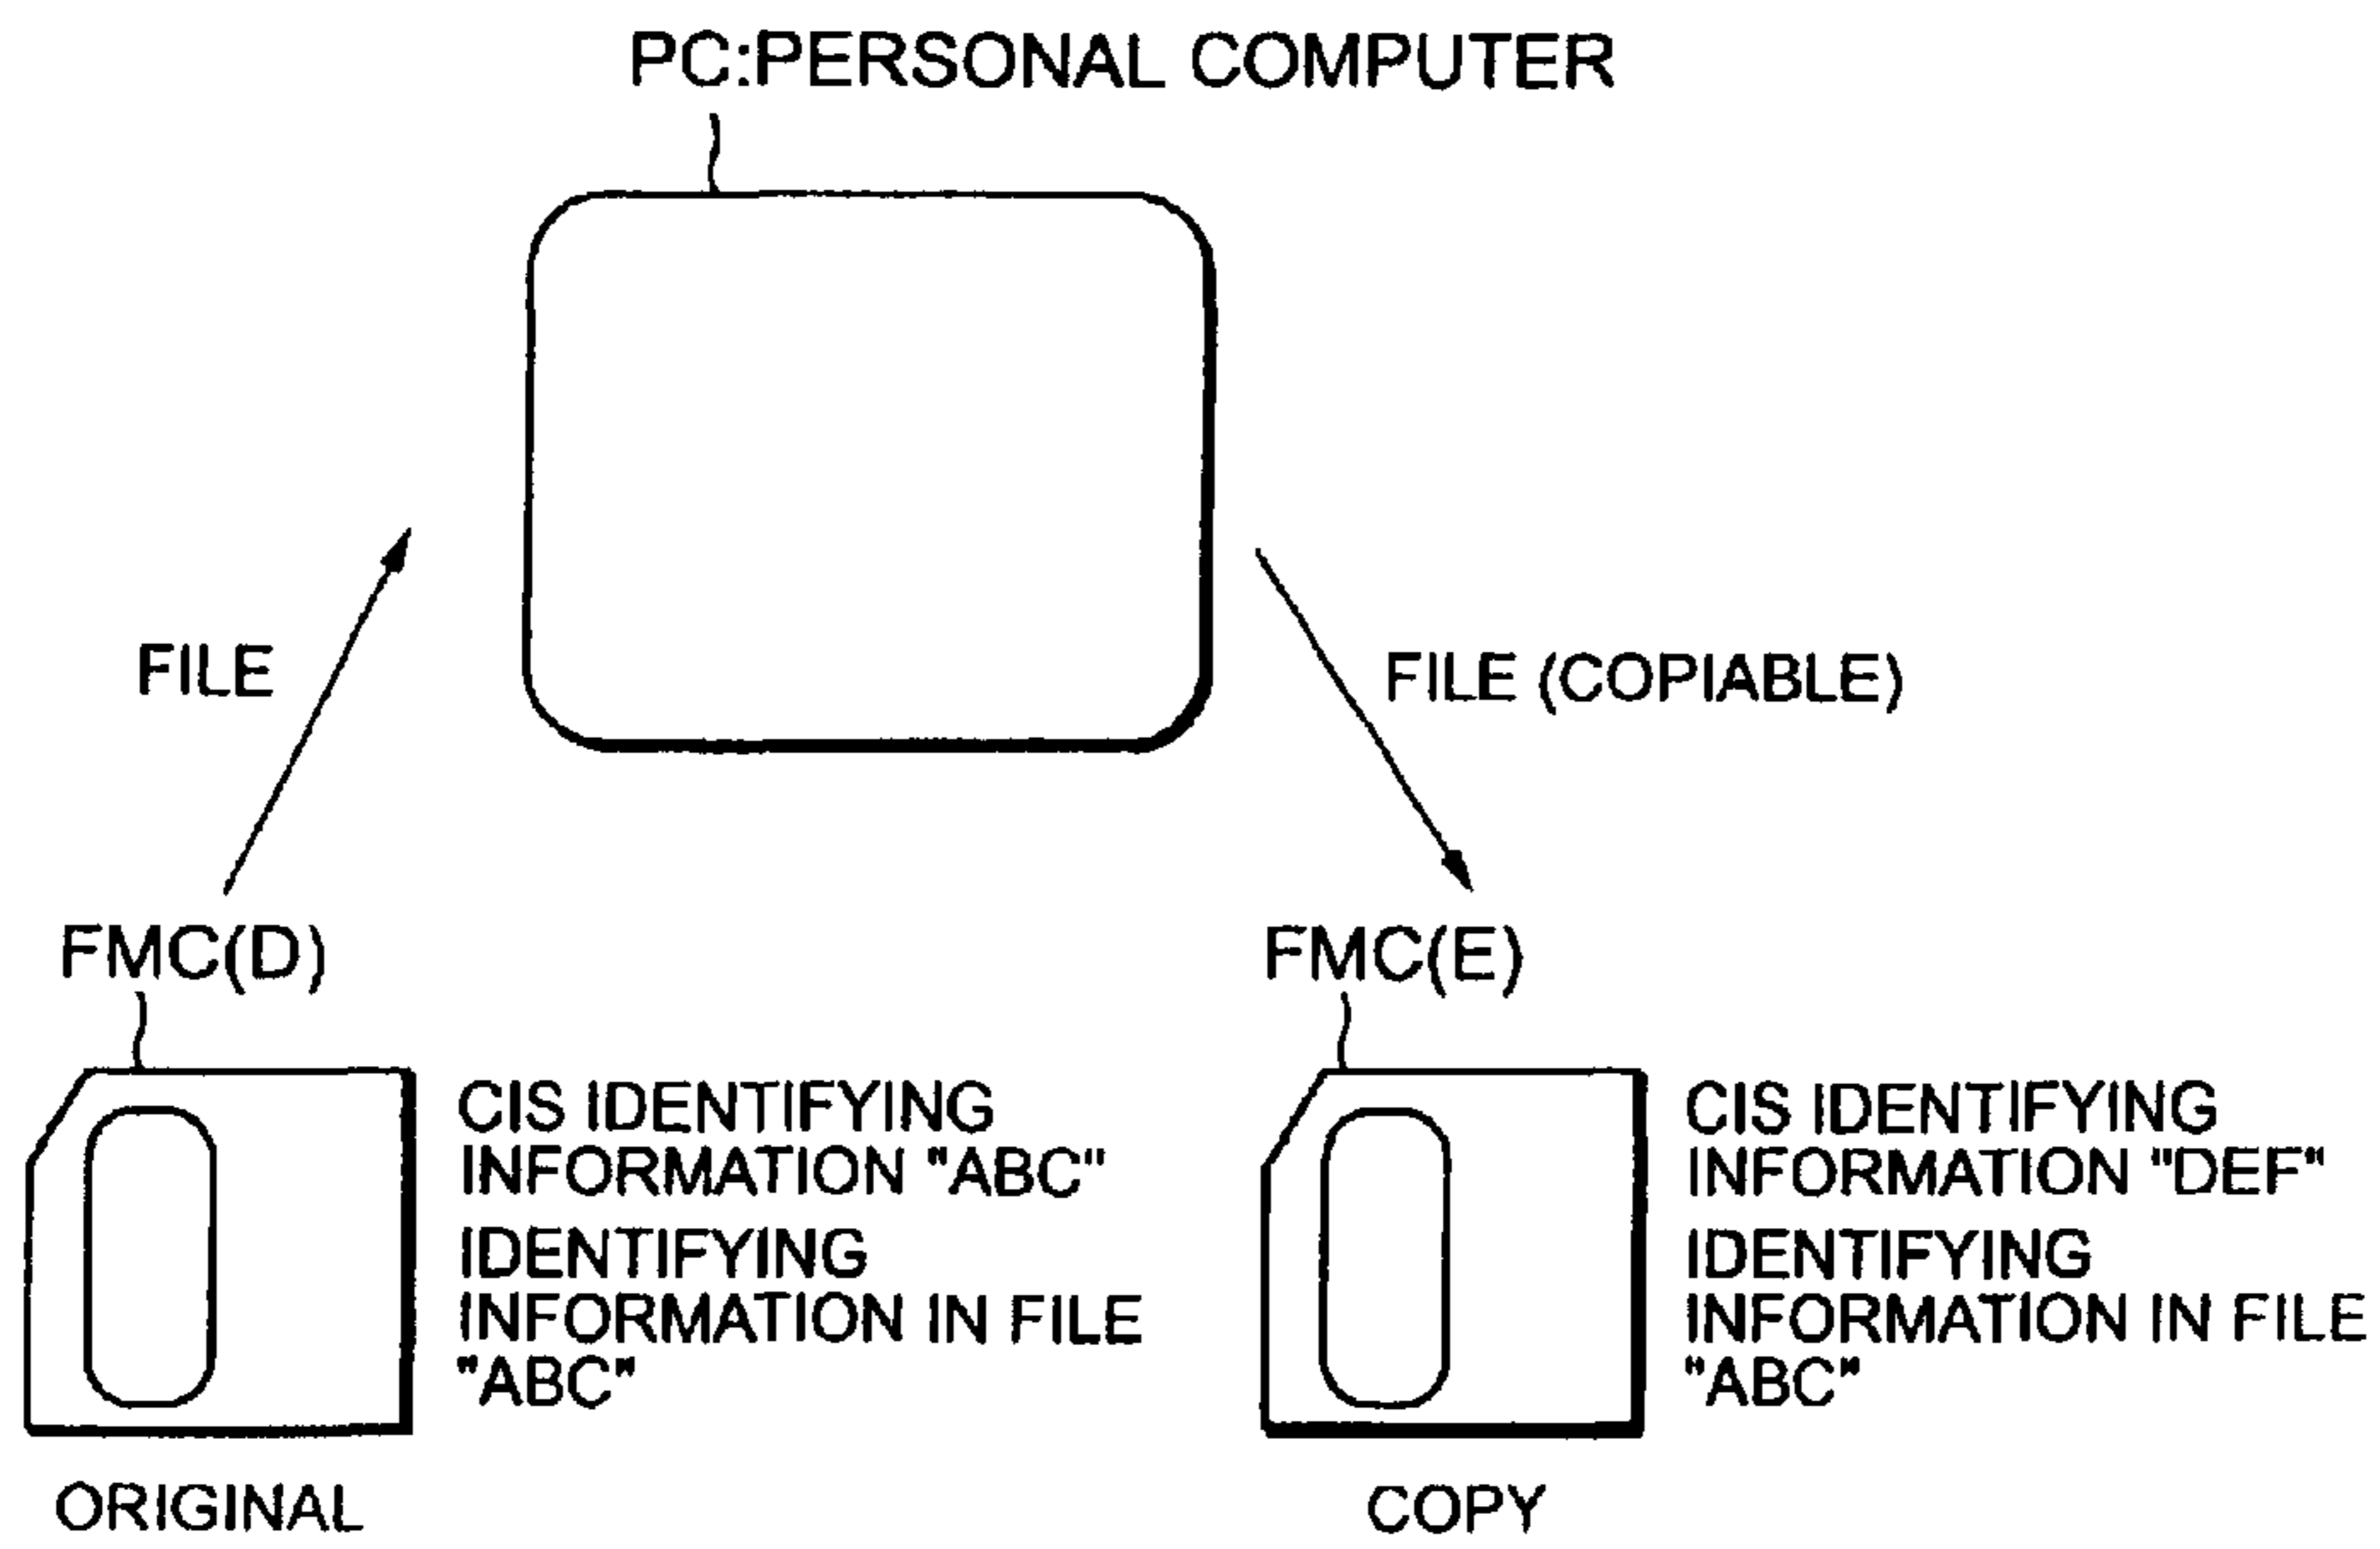 PC:PERSONAL COMPUTER
FILE
FILE (COPIABLE)
FMC(D)
FMC(E)
CIS IDENTIFYING
INFORMATION "ABC"
IDENTIFYING
INFORMATION IN FILE
"ABC"
CIS IDENTIFYING
INFORMATION "DEF"
IDENTIFYING
INFORMATION IN FILE
"ABC"
ORIGINAL
COPY